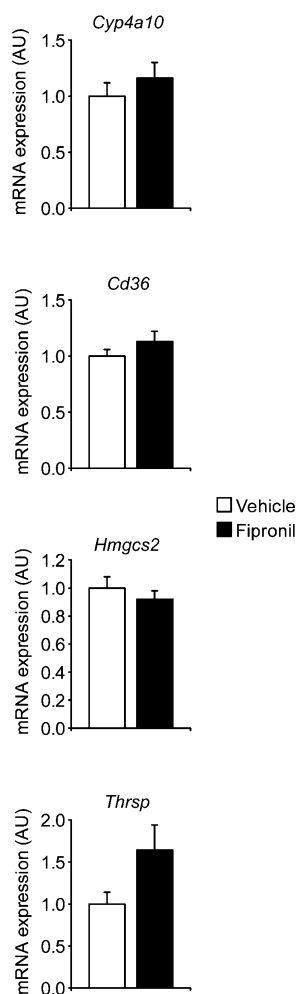 Cyp4a10
mRNA expression (AU)
1.5
1.0
0.5
0.0
Cd36
mRNA expression (AU)
1.5
1.0
0.5
0.0
Vehicle
Fipronil
Hmgcs2
mRNA expression (AU)
1.2
1.0
0.8
0.6
0.4
0.2
0.0
Thrsp
mRNA expression (AU)
2.0
1.5
1.0
0.5
0.0